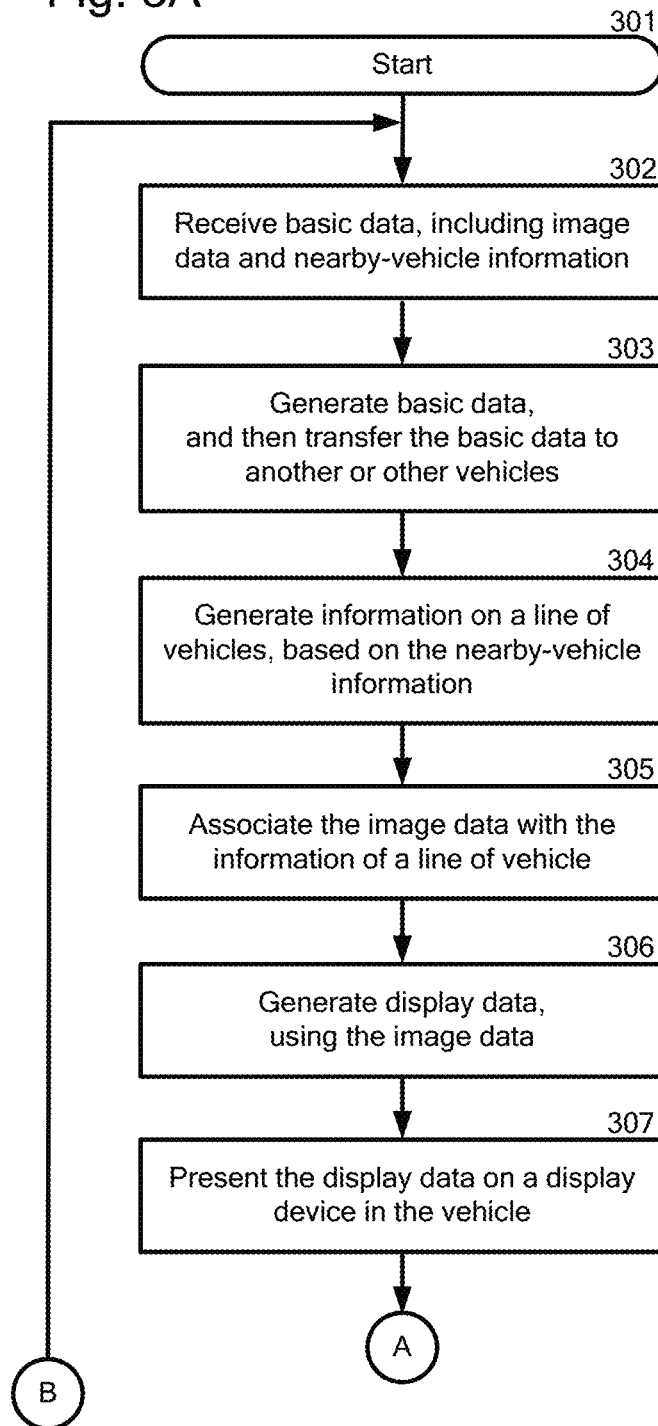 Fig. 3A
301
Start
302
Receive basic data, including image
data and nearby-vehicle information
303
Generate basic data,
and then transfer the basic data to
another or other vehicles
304
Generate information on a line of
vehicles, based on the nearby-vehicle
information
305
Associate the image data with the
information of a line of vehicle
306
Generate display data,
using the image data
307
Present the display data on a display
device in the vehicle
A
B